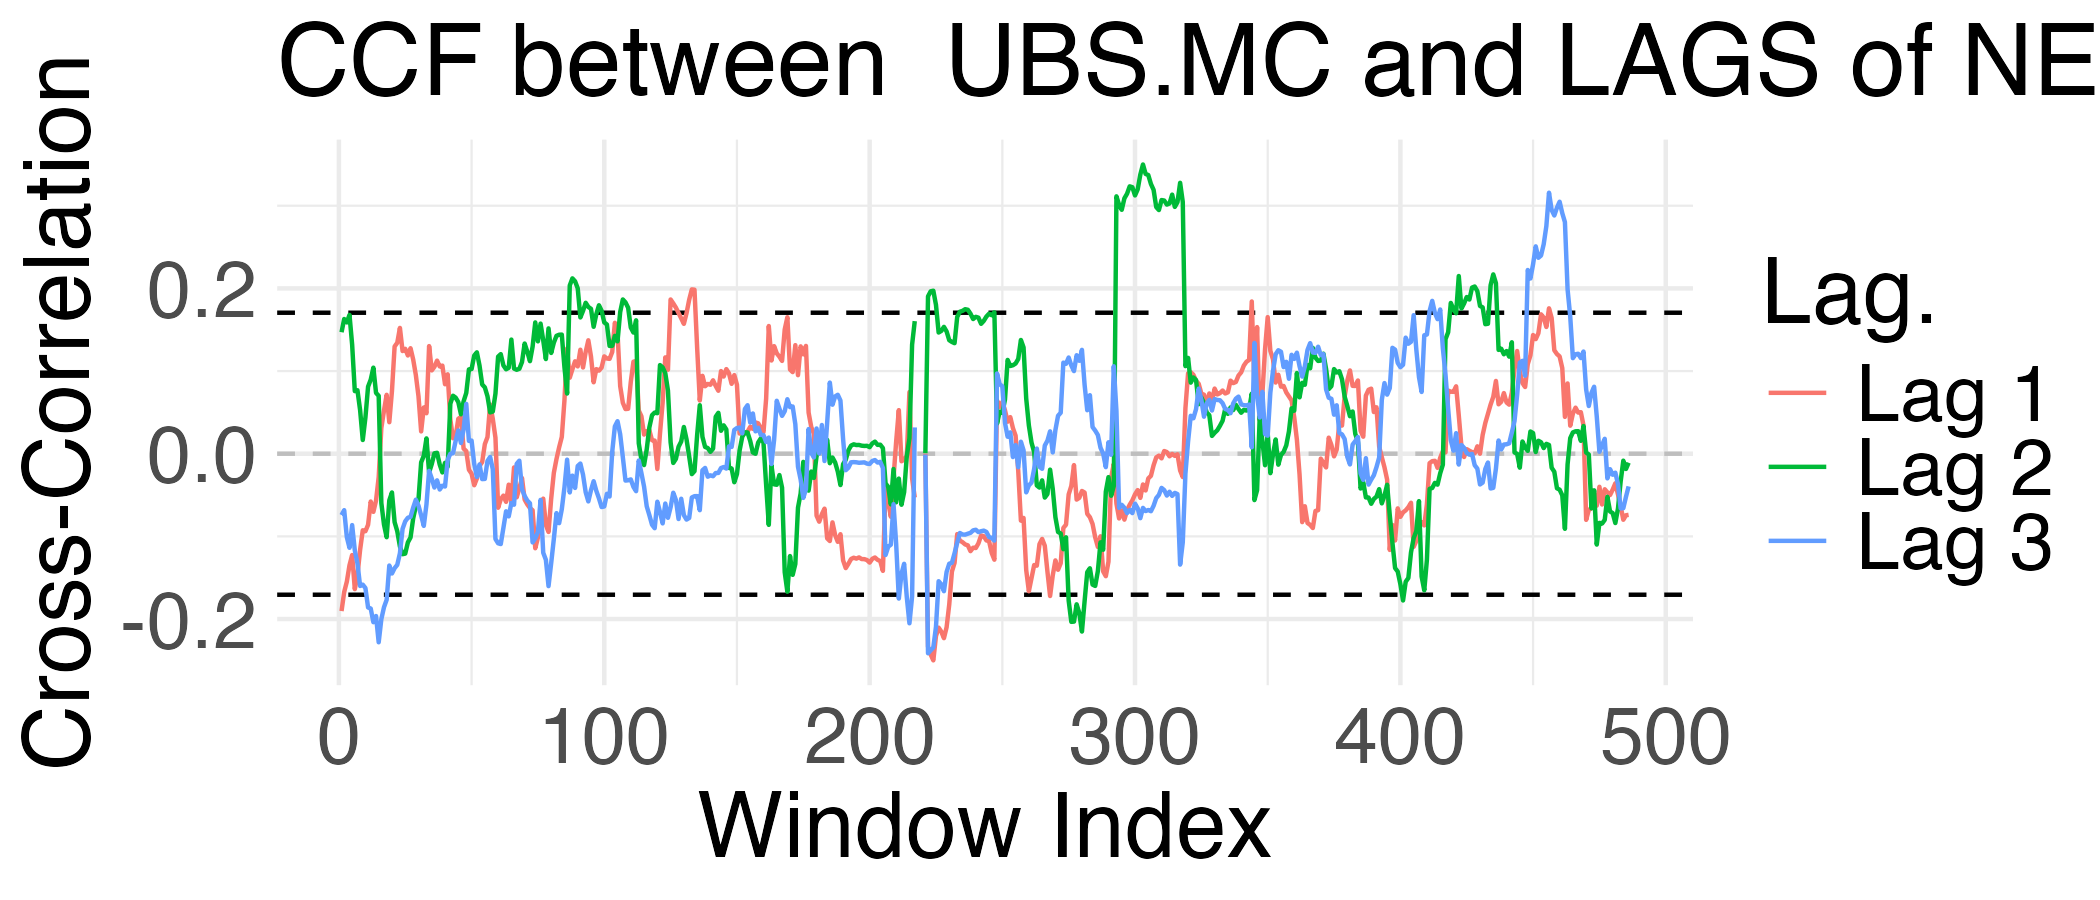 CCF between  UBS.MC and LAGS of NE
Cross-Correlation
0.2
0.0
-0.2
0
100
200
300
400
500
Window Index
Lag.
Lag 1
Lag 2
Lag 3